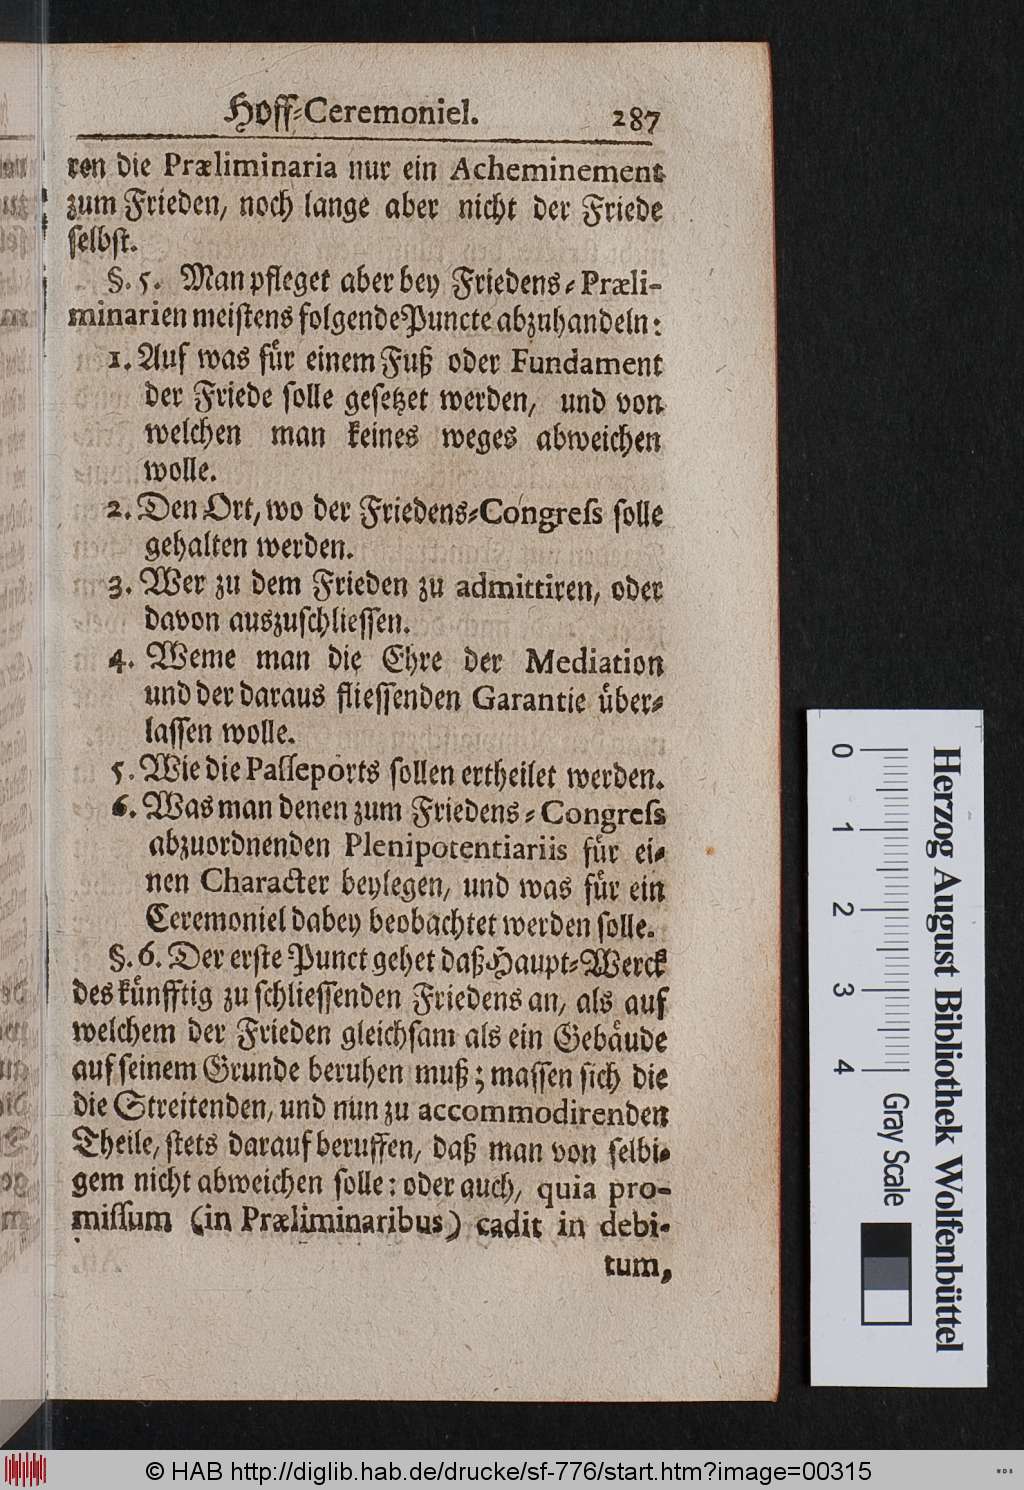 Hoff-Ceremoniel. 287
ren die Præliminaria nur ein Acheminement
zum Frieden, noch lange aber nicht der Friede
ſelbſt.
§. 5. Man pfleget aber bey Friedens-Præli-
minarien meiſtens folgende Puncte abzuhandeln:
1. Auf was fuͤr einem Fuß oder Fundament
der Friede ſolle geſetzet werden, und von
welchen man keines weges abweichen
wolle.
2. Den Ort, wo der Friedens-Congreſs ſolle
gehalten werden.
3. Wer zu dem Frieden zu admittiren, oder
davon auszuſchlieſſen.
4. Weme man die Ehre der Mediation
und der daraus flieſſenden Garantie uͤber-
laſſen wolle.
5. Wie die Paſſeports ſollen ertheilet werden.
6. Was man denen zum Friedens-Congreſs
abzuordnenden Plenipotentiariis fuͤr ei-
nen Character beylegen, und was fuͤr ein
Ceremoniel dabey beobachtet werden ſolle.
§. 6. Der erſte Punct gehet daß Haupt-Werck
des kuͤnfftig zu ſchlieſſenden Friedens an, als auf
welchem der Frieden gleichſam als ein Gebaͤude
auf ſeinem Grunde beruhen muß; maſſen ſich die
die Streitenden, und nun zu accommodirenden
Theile, ſtets darauf beruffen, daß man von ſelbi-
gem nicht abweichen ſolle: oder auch, quia pro-
miſſum (in Præliminaribus) cadit in debi-
tum,
0 1 2 3 4 Gray Scale
Herzog August Bibliothek Wolfenbüttel
© HAB http://diglib.hab.de/drucke/sf-776/start.htm?image=00315